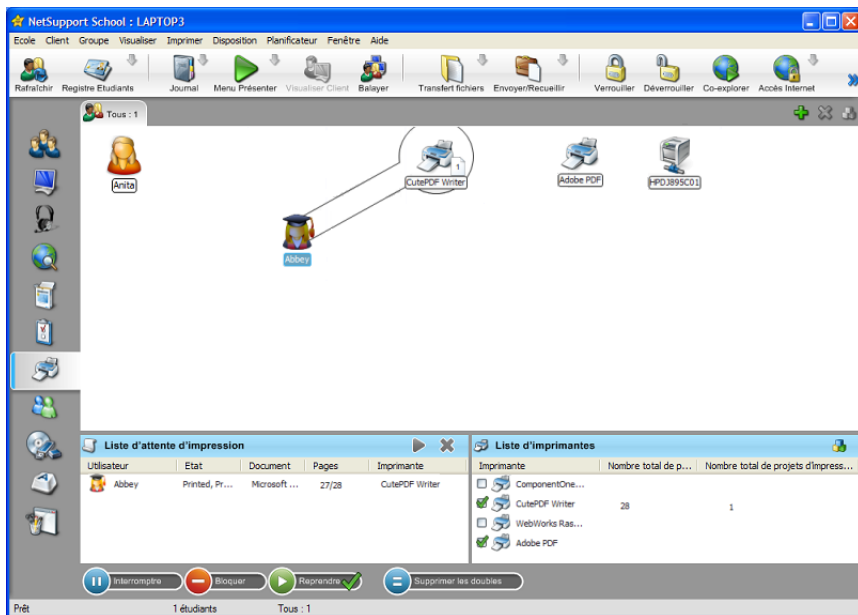 NetSupport School : LAPTOP3
Ecole Client Groupe Visualiser Imprimer Disposition Planificateur Fenêtre Aide
Rafraîchir Registre Etudiants Journal Menu Présenter Visualiser Client Balayer Transfert fichiers Envoyer/Recueillir Verrouiller Déverrouiller Co-explorer Accès Internet
Tous : 1
1
Anita CutePDF Writer Adobe PDF HPDJ895C01
Abbey
Liste d'attente d'impression
Utilisateur Etat Document Pages Imprimante
Abbey Printed, Pr... Microsoft ... 27/28 CutePDF Writer
Liste d'imprimantes
Imprimante Nombre total de p... Nombre total de projets d'impress...
ComponentOne...
CutePDF Writer 28 1
WebWorks Ras...
Adobe PDF
Interromptre Bloquer Reprendre Supprimer les doubles
Prêt 1 étudiants Tous : 1